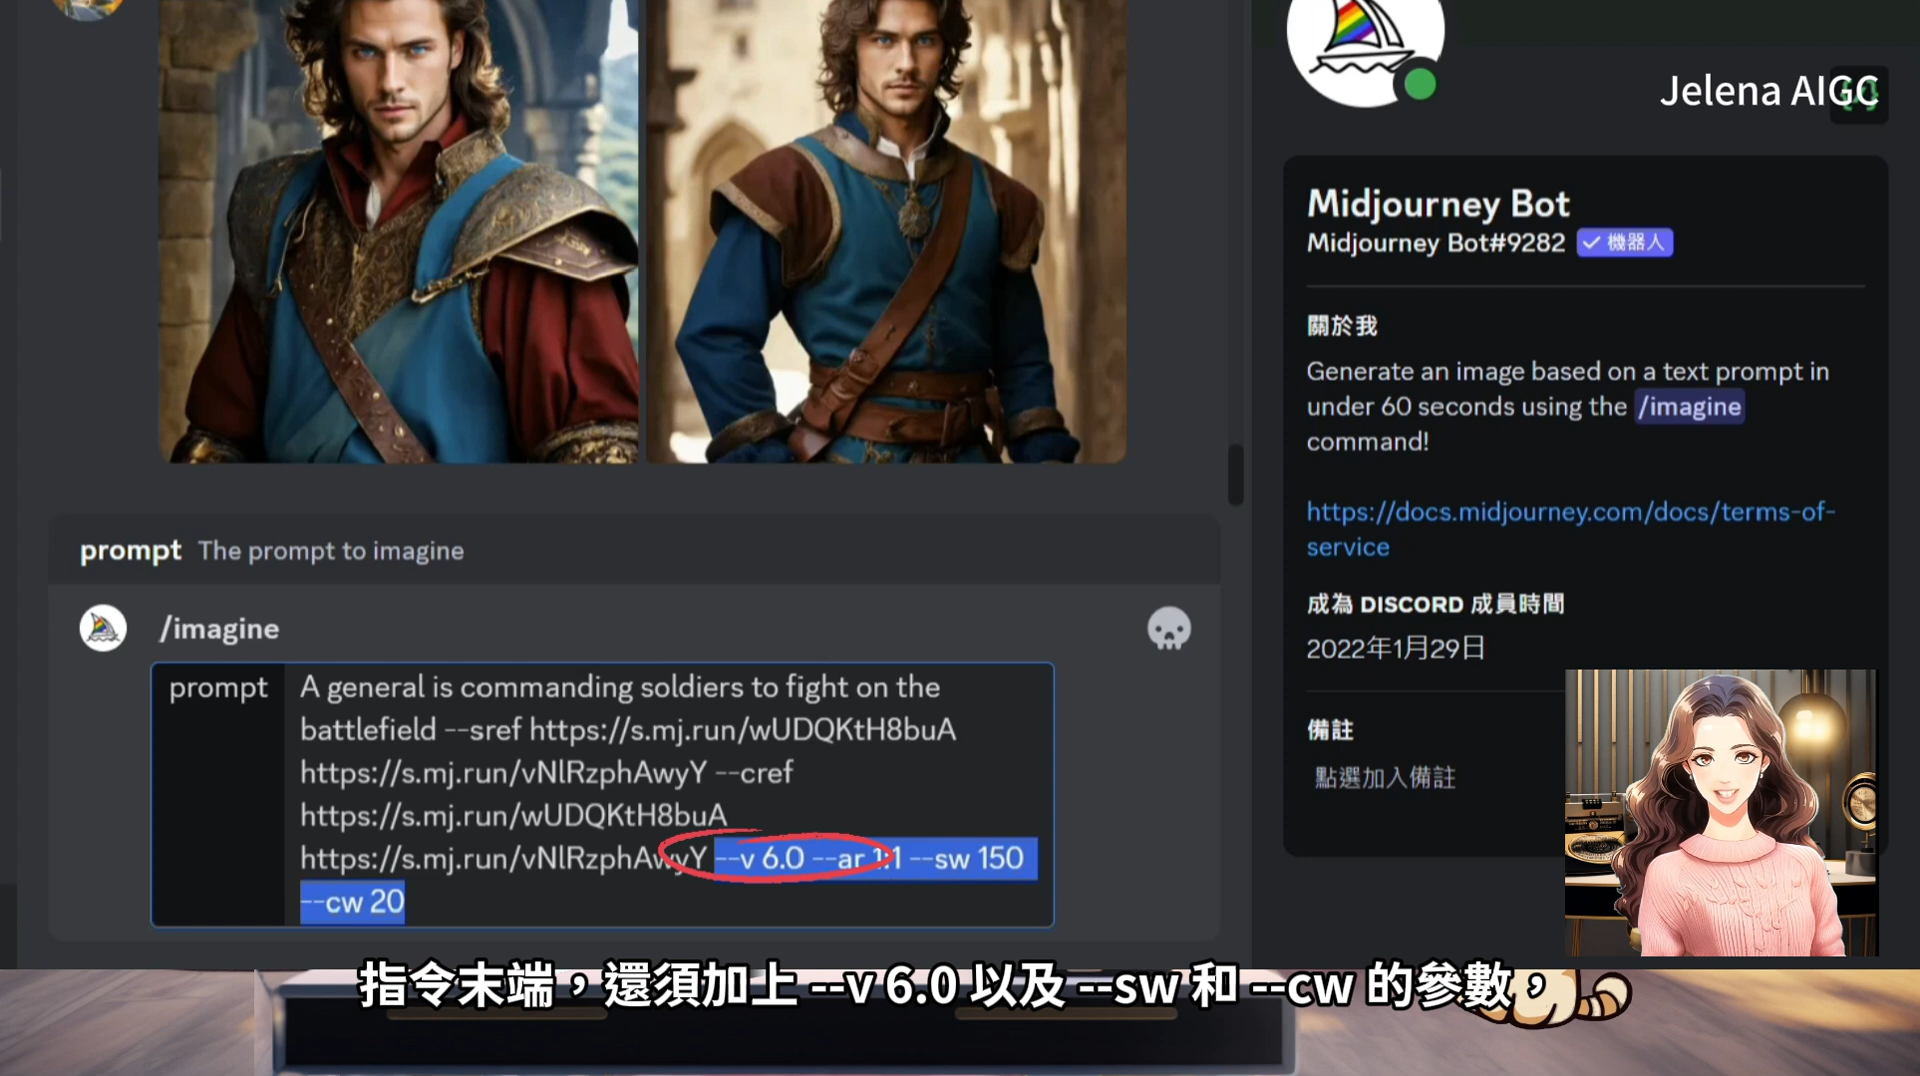 Jelena AIGC
Midjourney Bot
Midjourney Bot#9282 機器人
關於我
Generate an image based on a text prompt in
under 60 seconds using the /imagine
command!
https://docs.midjourney.com/docs/terms-of-
service
成為 DISCORD 成員時間
2022年1月29日
備註
點選加入備註
prompt The prompt to imagine
/imagine
prompt A general is commanding soldiers to fight on the
battlefield --sref https://s.mj.run/wUDQKtH8buA
https://s.mj.run/vNlRzphAwyY --cref
https://s.mj.run/wUDQKtH8buA
https://s.mj.run/vNlRzphAwyY --v 6.0 --ar 1:1 --sw 150
--cw 20
指令末端，還須加上 --v 6.0 以及 --sw 和 --cw 的參數，